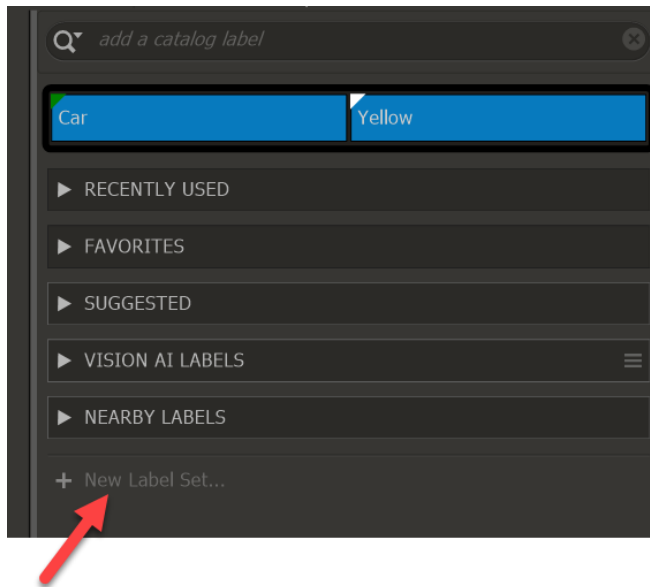 add a catalog label
Car Yellow
RECENTLY USED
FAVORITES
SUGGESTED
VISION AI LABELS
NEARBY LABELS
+ New Label Set...